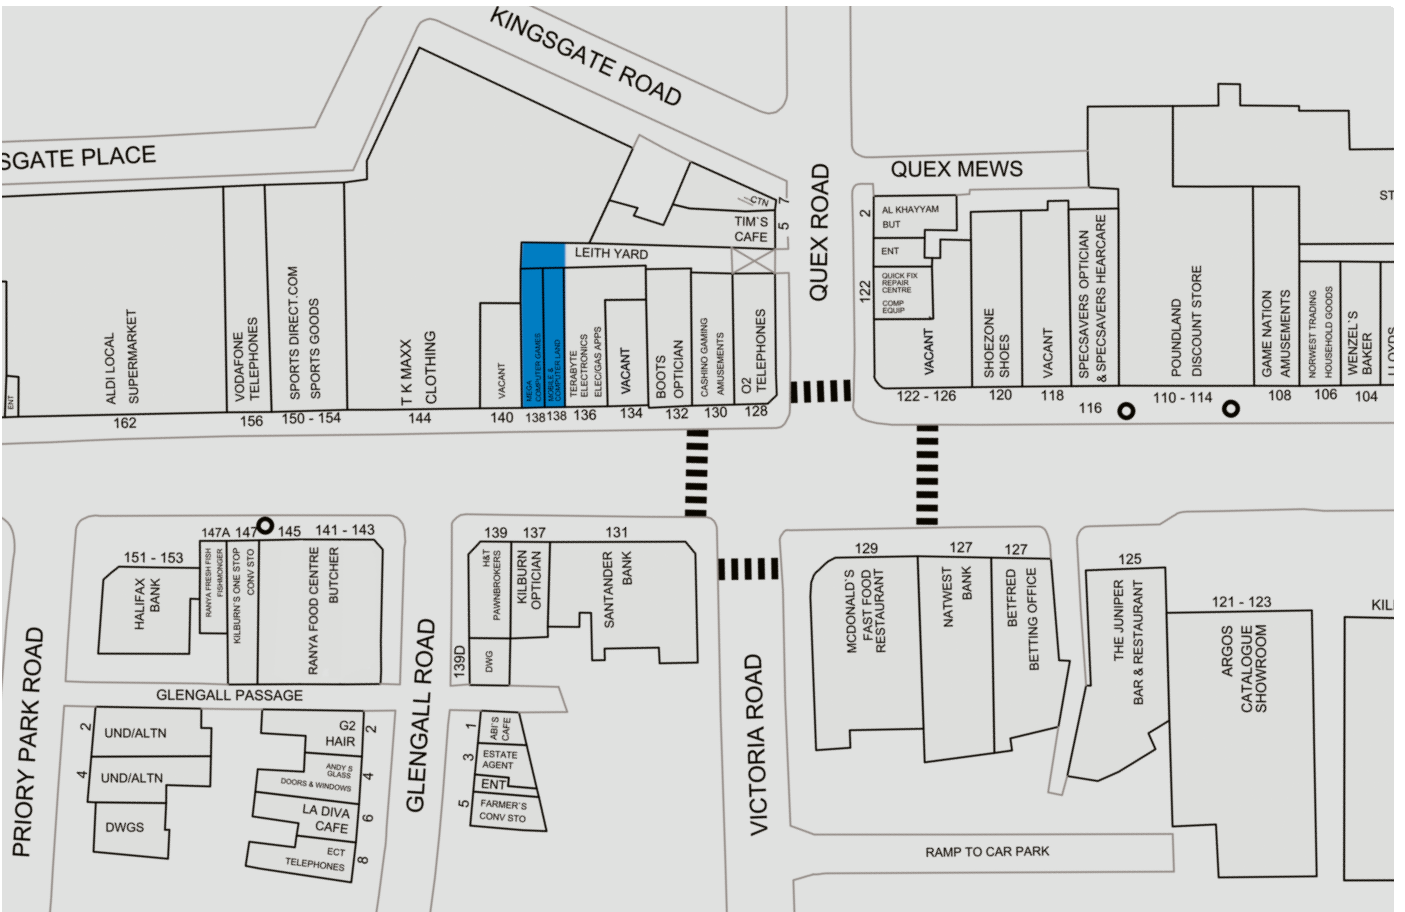 KINGSGATE ROAD
SGATE PLACE
QUEX ROAD
QUEX MEWS
CTN
7
TIM`S
CAFE
5
LEITH YARD
2
AL KHAYYAM
BUT
ENT
122
QUICK FIX
REPAIR
CENTRE
COMP
EQUIP
ST
ENT
ALDI LOCAL
SUPERMARKET
VODAFONE
TELEPHONES
SPORTS DIRECT.COM
SPORTS GOODS
T K MAXX
CLOTHING
VACANT
MEGA
COMPUTER GAMES
MOBILE &
COMPUTER LAND
TERABYTE
ELECTRONICS
ELEC/GAS APPS
VACANT
BOOTS
OPTICIAN
CASHINO GAMING
AMUSEMENTS
O2
TELEPHONES
VACANT
SHOEZONE
SHOES
VACANT
SPECSAVERS OPTICIAN
& SPECSAVERS HEARCARE
POUNDLAND
DISCOUNT STORE
GAME NATION
AMUSEMENTS
NORWEST TRADING
HOUSEHOLD GOODS
WENZEL`S
BAKER
LLOYDS
162
156
150 - 154
144
140
138
138
136
134
132
130
128
122 - 126
120
118
116
110 - 114
108
106
104
151 - 153
147A
147
145
141 - 143
139
137
131
129
127
127
125
121 - 123
HALIFAX
BANK
RANYA FRESH FISH
FISHMONGER
KILBURN`S ONE STOP
CONV STO
RANYA FOOD CENTRE
BUTCHER
H&T
PAWNBROKERS
KILBURN
OPTICIAN
SANTANDER
BANK
MCDONALD`S
FAST FOOD
RESTAURANT
NATWEST
BANK
BETFRED
BETTING OFFICE
THE JUNIPER
BAR & RESTAURANT
ARGOS
CATALOGUE
SHOWROOM
KIL
139D
DWG
PRIORY PARK ROAD
GLENGALL PASSAGE
GLENGALL ROAD
VICTORIA ROAD
2
UND/ALTN
4
UND/ALTN
DWGS
G2
HAIR
2
ANDY S
GLASS
DOORS & WINDOWS
4
LA DIVA
CAFE
6
ECT
TELEPHONES
8
1
ABI`S
CAFE
3
ESTATE
AGENT
ENT
5
FARMER`S
CONV STO
RAMP TO CAR PARK